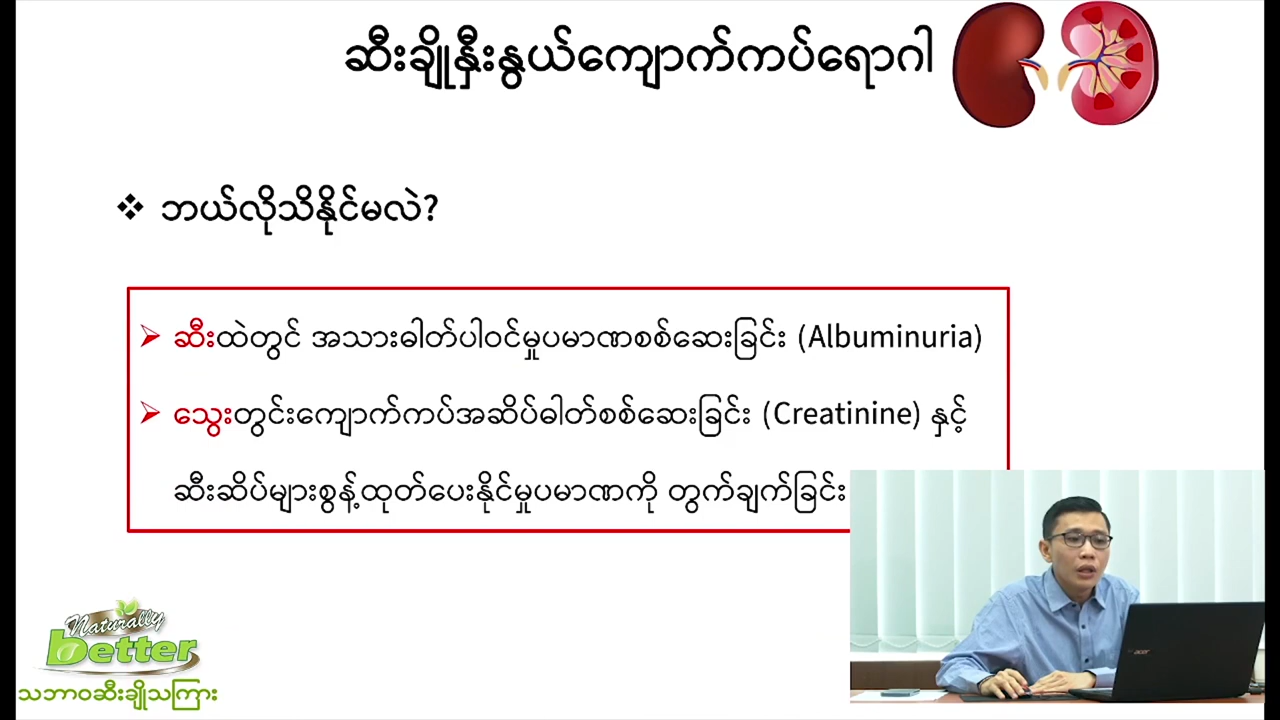 ဆီးချိုနှီးနွယ်ကျောက်ကပ်ရောဂါ
❖ ဘယ်လိုသိနိုင်မလဲ?
➢ ဆီးထဲတွင် အသားဓါတ်ပါဝင်မှုပမာဏစစ်ဆေးခြင်း (Albuminuria)
➢ သွေးတွင်းကျောက်ကပ်အဆိပ်ဓါတ်စစ်ဆေးခြင်း (Creatinine) နှင့်
ဆီးဆိပ်များစွန့်ထုတ်ပေးနိုင်မှုပမာဏကို တွက်ချက်ခြင်း
Naturally
better
သဘာဝဆီးချိုသကြား
acer